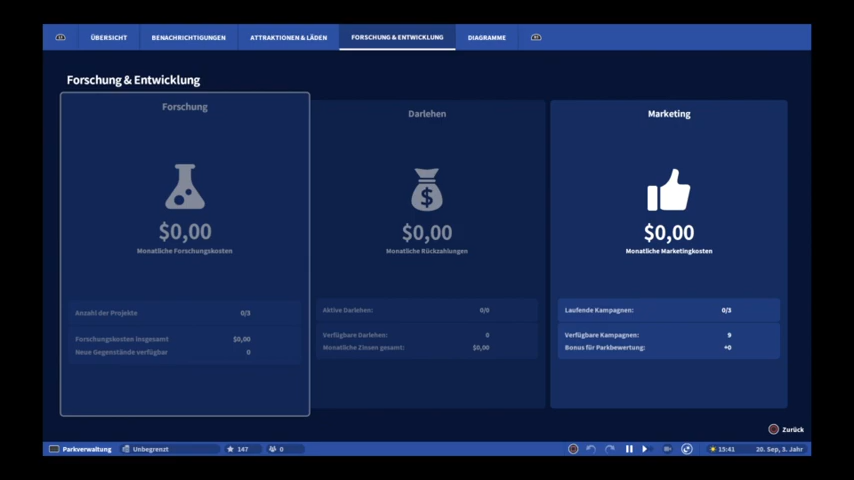 ÜBERSICHT
BENACHRICHTIGUNGEN
ATTRAKTIONEN & LÄDEN
FORSCHUNG & ENTWICKLUNG
DIAGRAMME
Forschung & Entwicklung
Forschung
$0,00
Monatliche Forschungskosten
Anzahl der Projekte 0/3
Forschungskosten insgesamt $0,00
Neue Gegenstände verfügbar 0
Darlehen
$
$0,00
Monatliche Rückzahlungen
Aktive Darlehen: 0/0
Verfügbare Darlehen: 0
Monatliche Zinsen gesamt: $0,00
Marketing
$0,00
Monatliche Marketingkosten
Laufende Kampagnen: 0/3
Verfügbare Kampagnen: 9
Bonus für Parkbewertung: +0
Zurück
Parkverwaltung
Unbegrenzt
147
0
15:41
20. Sep, 3. Jahr